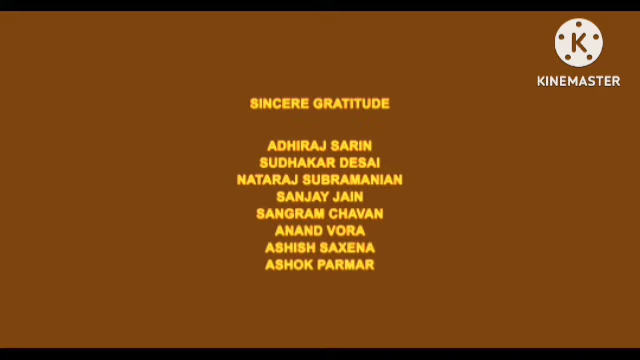 K
KINEMASTER
SINCERE GRATITUDE
ADHIRAJ SARIN
SUDHAKAR DESAI
NATARAJ SUBRAMANIAN
SANJAY JAIN
SANGRAM CHAVAN
ANAND VORA
ASHISH SAXENA
ASHOK PARMAR